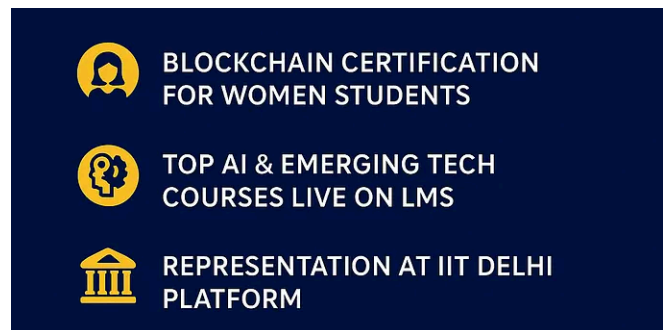 BLOCKCHAIN CERTIFICATION
FOR WOMEN STUDENTS
TOP AI & EMERGING TECH
COURSES LIVE ON LMS
REPRESENTATION AT IIT DELHI
PLATFORM